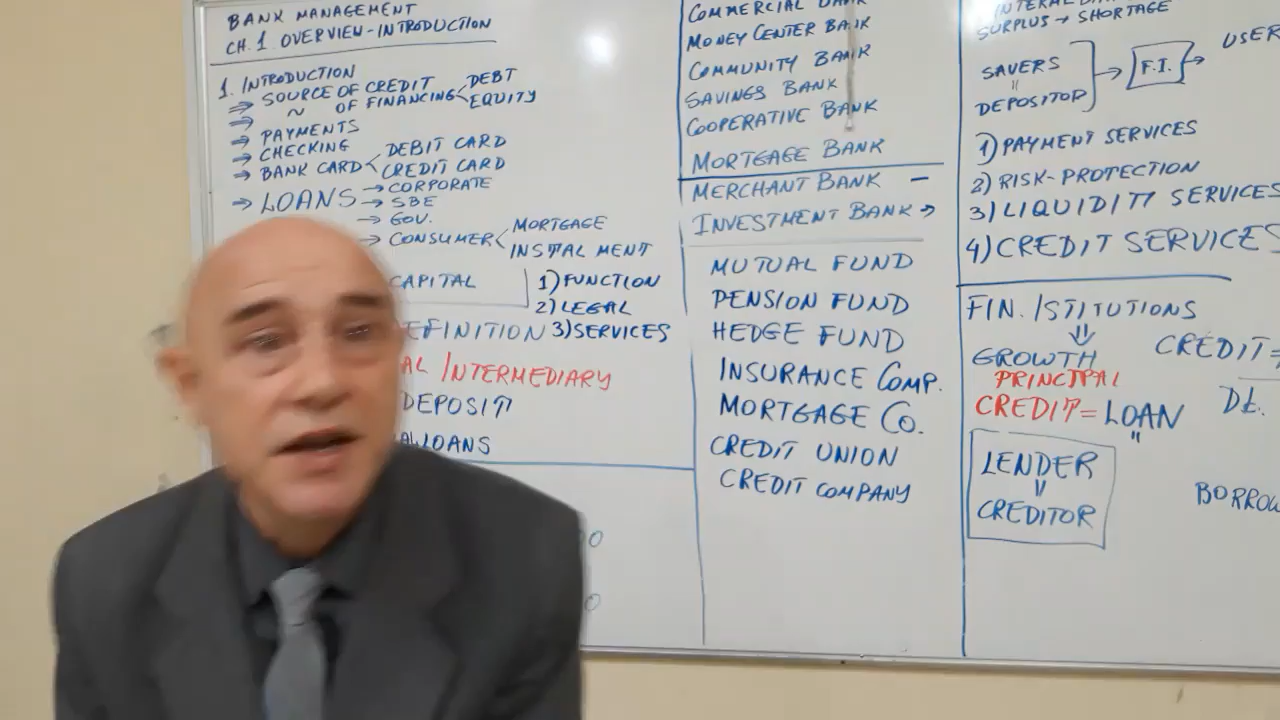 BANK MANAGEMENT
CH.1 OVERVIEW-INTRODUCTION
1. INTRODUCTION
⇒ SOURCE OF CREDIT
⇒ ~ OF FINANCING < DEBT
EQUITY
→ PAYMENTS
→ CHECKING
→ BANK CARD < DEBIT CARD
CREDIT CARD
→ LOANS → CORPORATE
→ SBE
→ GOV.
→ CONSUMER < MORTGAGE
INSTALMENT
CAPITAL
1) FUNCTION
2) LEGAL
EFINITION 3) SERVICES
AL INTERMEDIARY
DEPOSIT
LOANS
MONEY CENTER BANK
COMMUNITY BANK
SAVINGS BANK
COOPERATIVE BANK
MORTGAGE BANK
MERCHANT BANK –
INVESTMENT BANK →
MUTUAL FUND
PENSION FUND
HEDGE FUND
INSURANCE COMP.
MORTGAGE CO.
CREDIT UNION
CREDIT COMPANY
SURPLUS → SHORTAGE
SAVERS
"
DEPOSITOR
→ F.I. →
USER
1) PAYMENT SERVICES
2) RISK-PROTECTION
3) LIQUIDITY SERVICES
4) CREDIT SERVICES
FIN. ISTITUTIONS
⇓
GROWTH
PRINCIPAL
CREDIT = LOAN
"
LENDER
"
CREDITOR
CREDIT =
BORROW